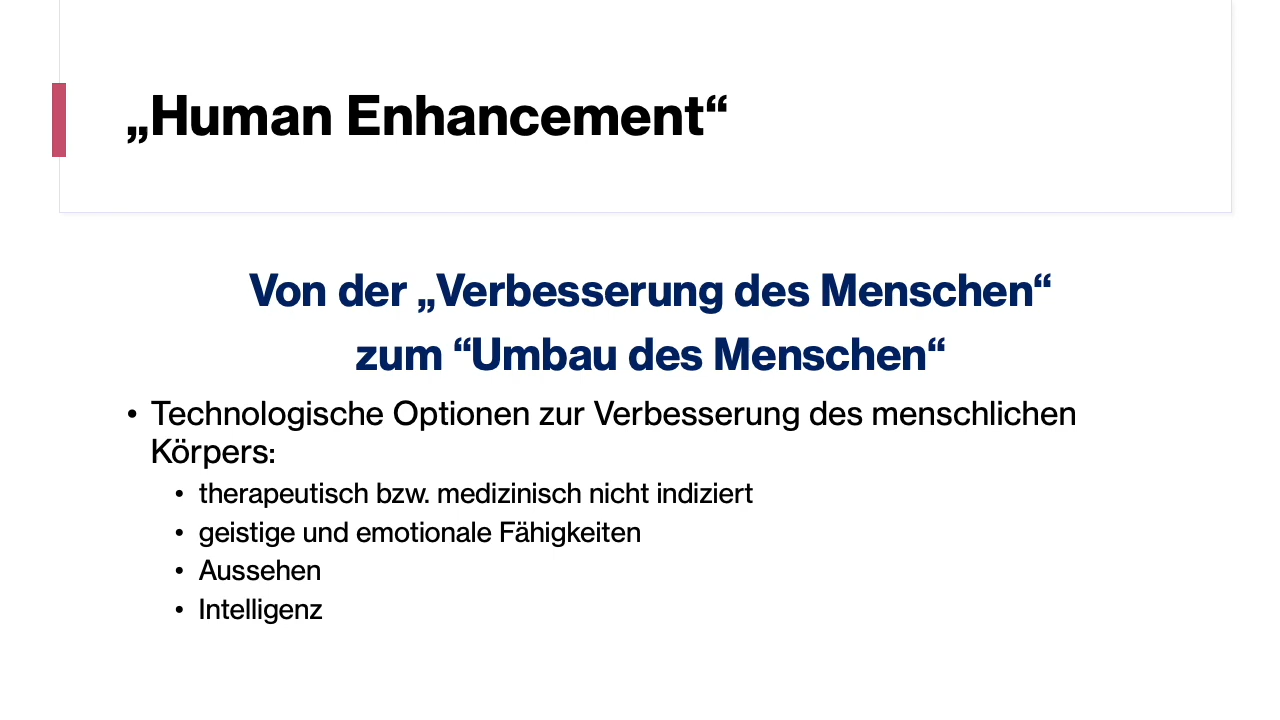 „Human Enhancement“
Von der „Verbesserung des Menschen“
zum “Umbau des Menschen“
• Technologische Optionen zur Verbesserung des menschlichen
Körpers:
• therapeutisch bzw. medizinisch nicht indiziert
• geistige und emotionale Fähigkeiten
• Aussehen
• Intelligenz